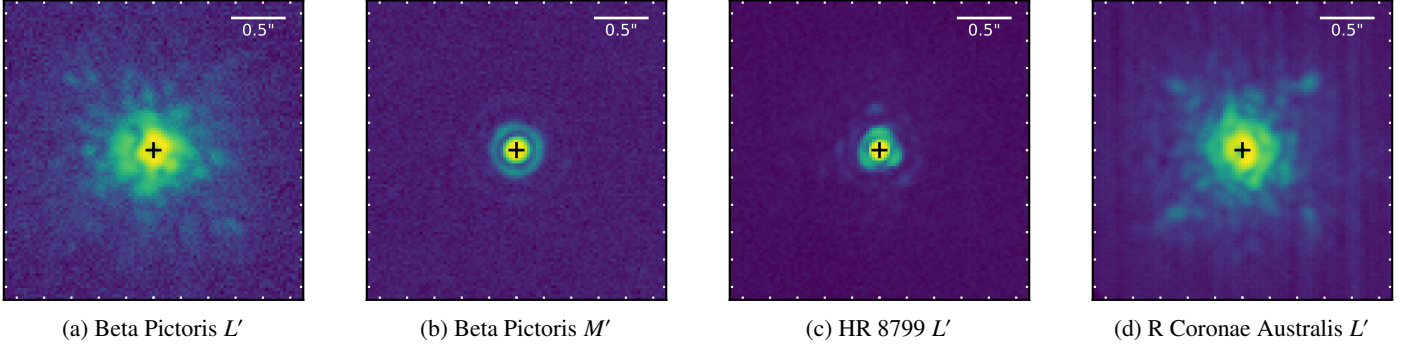 0.5" 0.5" 0.5" 0.5"
(a) Beta Pictoris L′ (b) Beta Pictoris M′ (c) HR 8799 L′ (d) R Coronae Australis L′